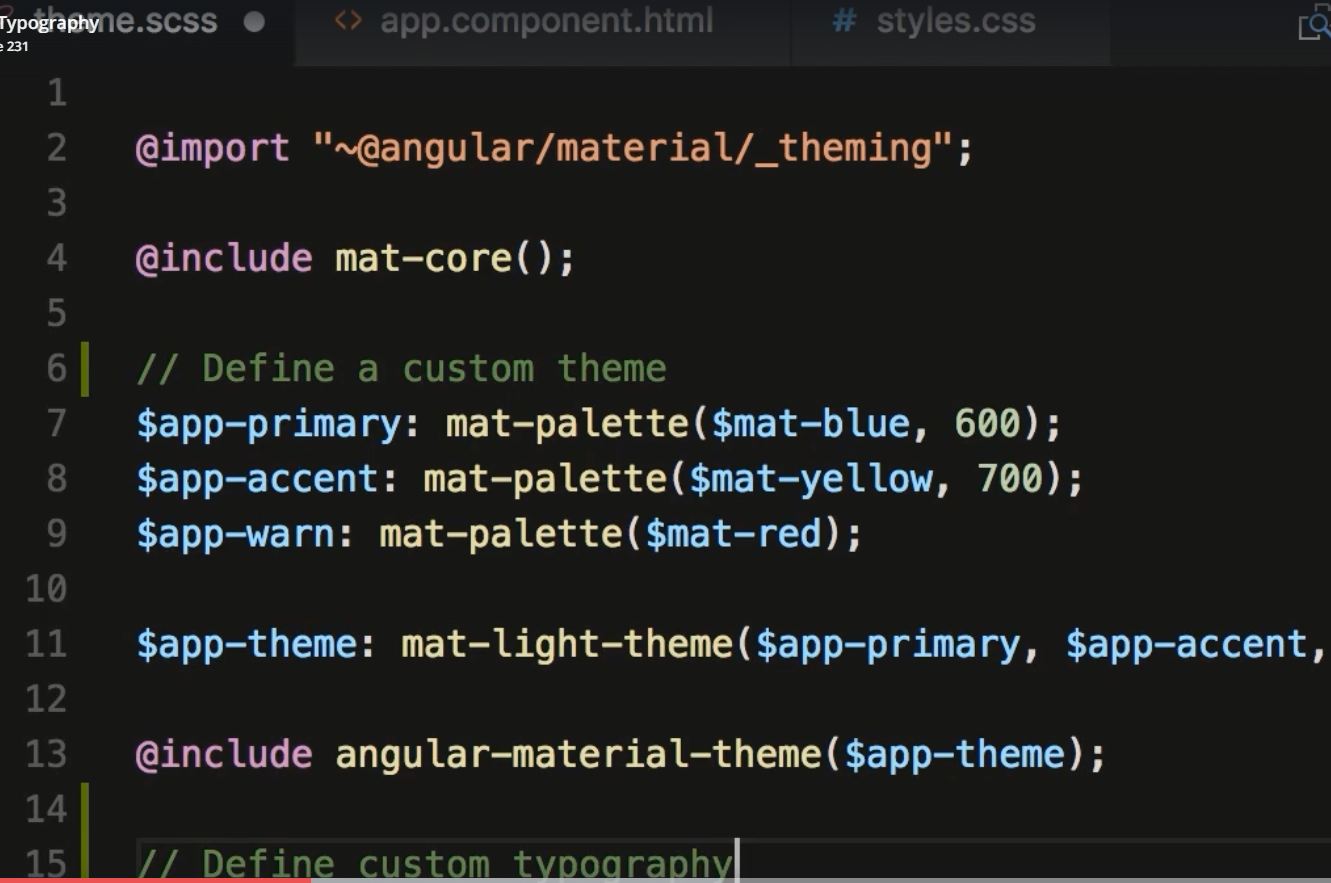 Typography
theme.scss
<> app.component.html
# styles.css
231
1
2 @import "~@angular/material/_theming";
3
4 @include mat-core();
5
6 // Define a custom theme
7 $app-primary: mat-palette($mat-blue, 600);
8 $app-accent: mat-palette($mat-yellow, 700);
9 $app-warn: mat-palette($mat-red);
10
11 $app-theme: mat-light-theme($app-primary, $app-accent,
12
13 @include angular-material-theme($app-theme);
14
15 // Define custom typography